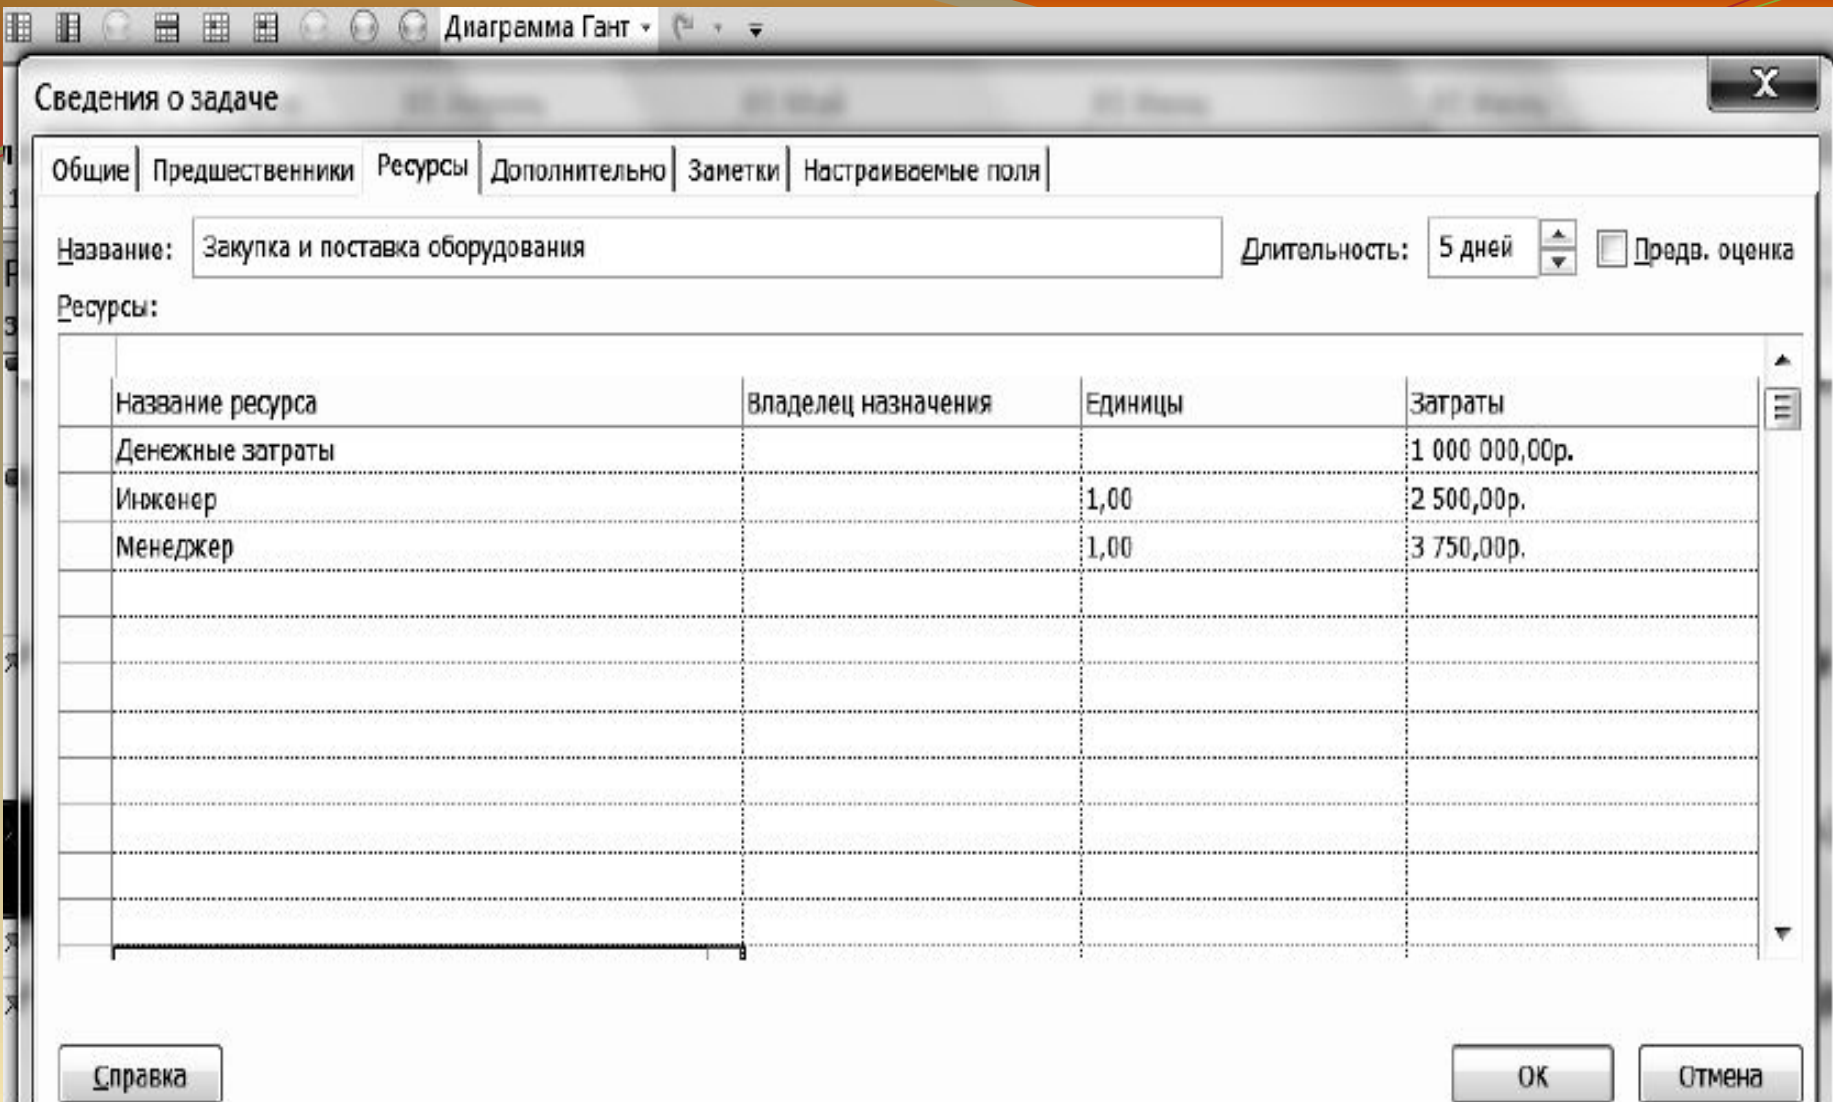 Диаграмма Гант
Сведения о задаче
Общие Предшественники Ресурсы Дополнительно Заметки Настраиваемые поля
Название: Закупка и поставка оборудования Длительность: 5 дней Предв. оценка
Ресурсы:
Название ресурса Владелец назначения Единицы Затраты
Денежные затраты 1 000 000,00р.
Инженер 1,00 2 500,00р.
Менеджер 1,00 3 750,00р.
Справка ОК Отмена